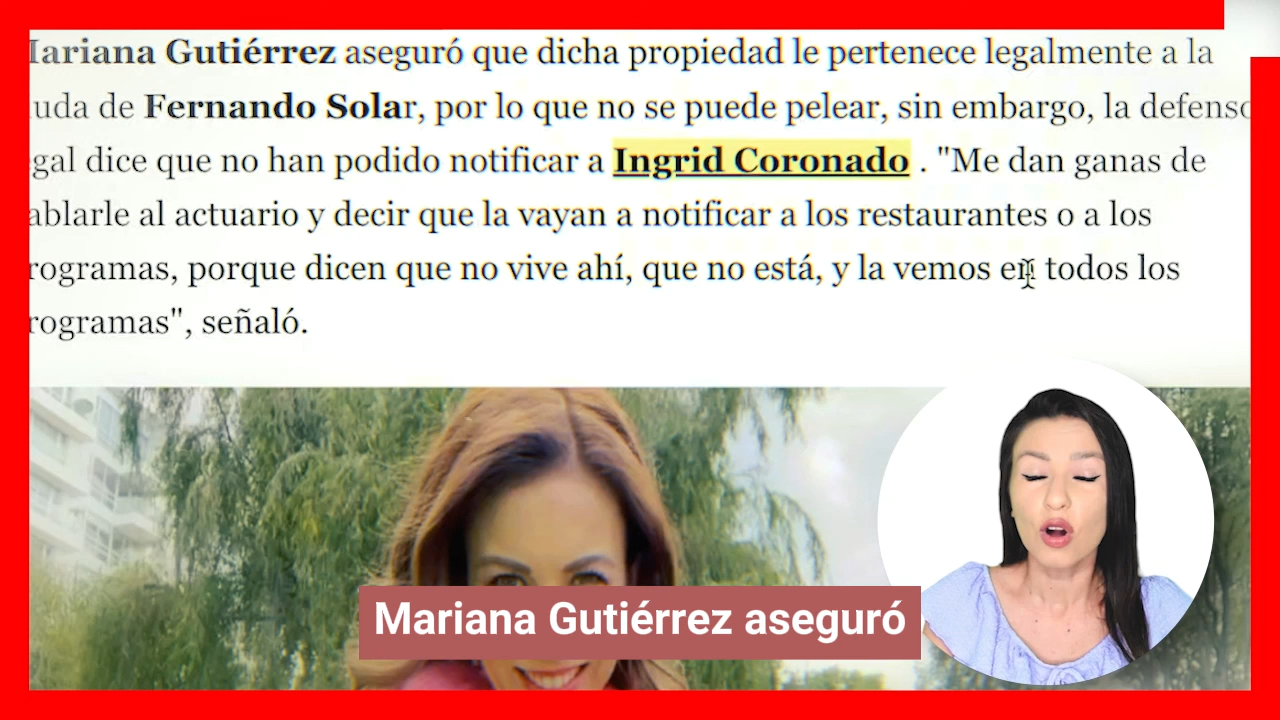 Mariana Gutiérrez aseguró que dicha propiedad le pertenece legalmente a la
uda de Fernando Solar, por lo que no se puede pelear, sin embargo, la defenso
gal dice que no han podido notificar a Ingrid Coronado . "Me dan ganas de
ablarle al actuario y decir que la vayan a notificar a los restaurantes o a los
rogramas, porque dicen que no vive ahí, que no está, y la vemos en todos los
rogramas", señaló.
Mariana Gutiérrez aseguró